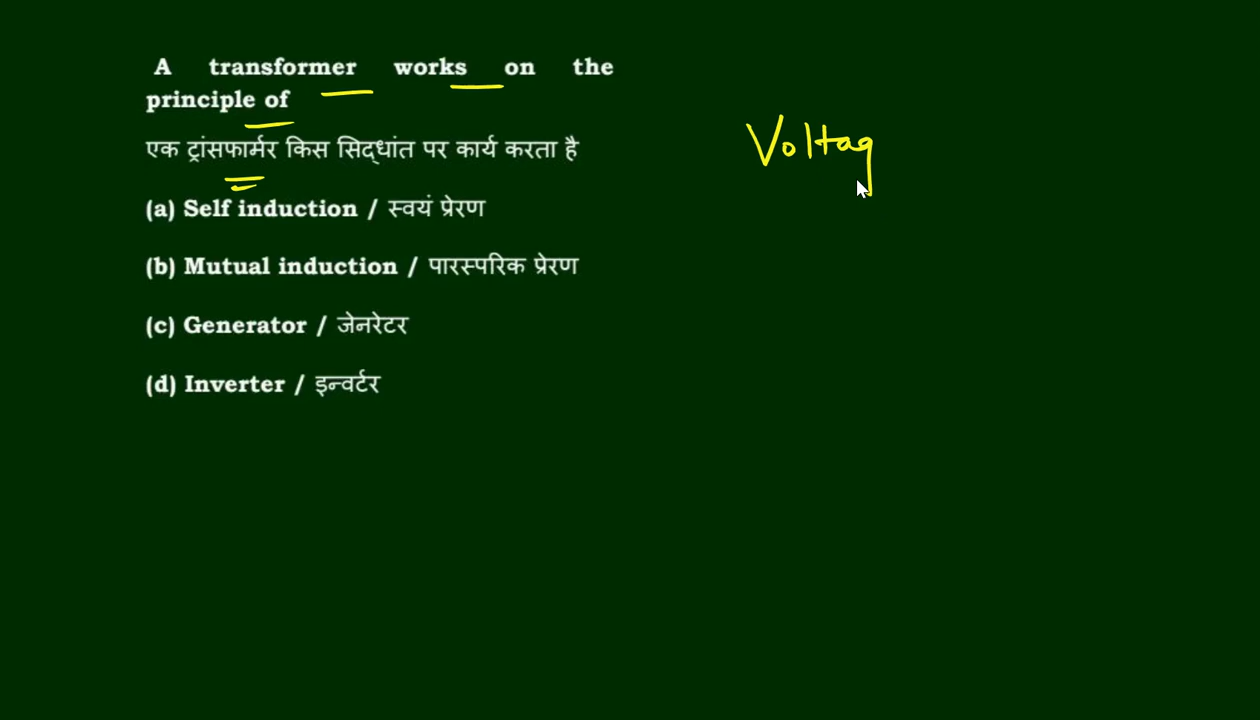 A transformer works on the
principle of
एक ट्रांसफार्मर किस सिद्धांत पर कार्य करता है
(a) Self induction / स्वयं प्रेरण
(b) Mutual induction / पारस्परिक प्रेरण
(c) Generator / जेनरेटर
(d) Inverter / इन्वर्टर
Voltag